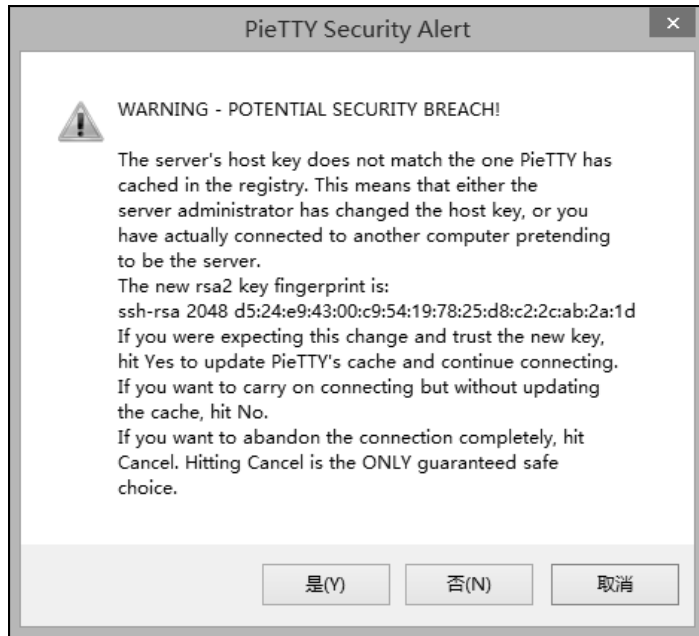 PieTTY Security Alert
WARNING - POTENTIAL SECURITY BREACH!
The server's host key does not match the one PieTTY has
cached in the registry. This means that either the
server administrator has changed the host key, or you
have actually connected to another computer pretending
to be the server.
The new rsa2 key fingerprint is:
ssh-rsa 2048 d5:24:e9:43:00:c9:54:19:78:25:d8:c2:2c:ab:2a:1d
If you were expecting this change and trust the new key,
hit Yes to update PieTTY's cache and continue connecting.
If you want to carry on connecting but without updating
the cache, hit No.
If you want to abandon the connection completely, hit
Cancel. Hitting Cancel is the ONLY guaranteed safe
choice.
是(Y) 否(N) 取消